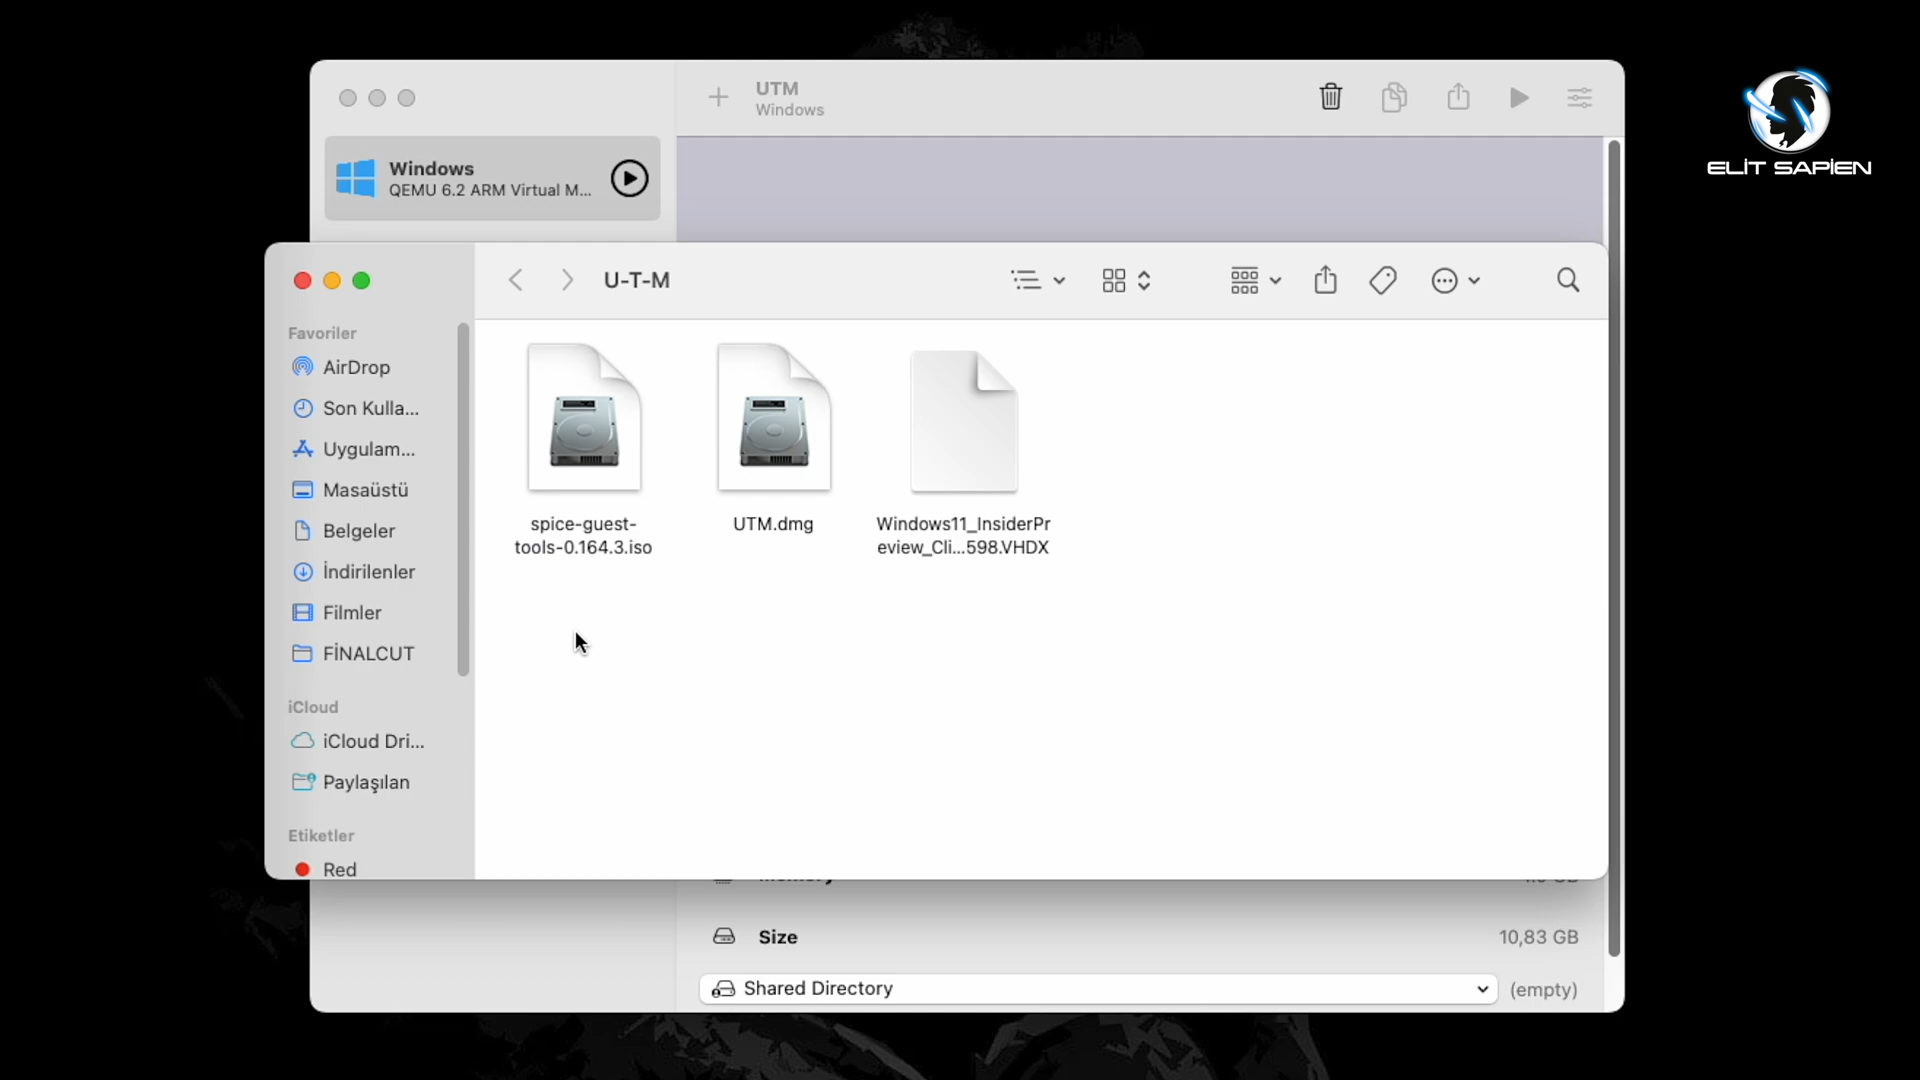 UTM
Windows
ELİT SAPİEN
Windows
QEMU 6.2 ARM Virtual M...
U-T-M
Favoriler
AirDrop
Son Kulla...
Uygulam...
Masaüstü
Belgeler
İndirilenler
Filmler
FİNALCUT
iCloud
iCloud Dri...
Paylaşılan
Etiketler
Red
spice-guest-
tools-0.164.3.iso
UTM.dmg
Windows11_InsiderPr
eview_Cli...598.VHDX
Size
10,83 GB
Shared Directory
(empty)